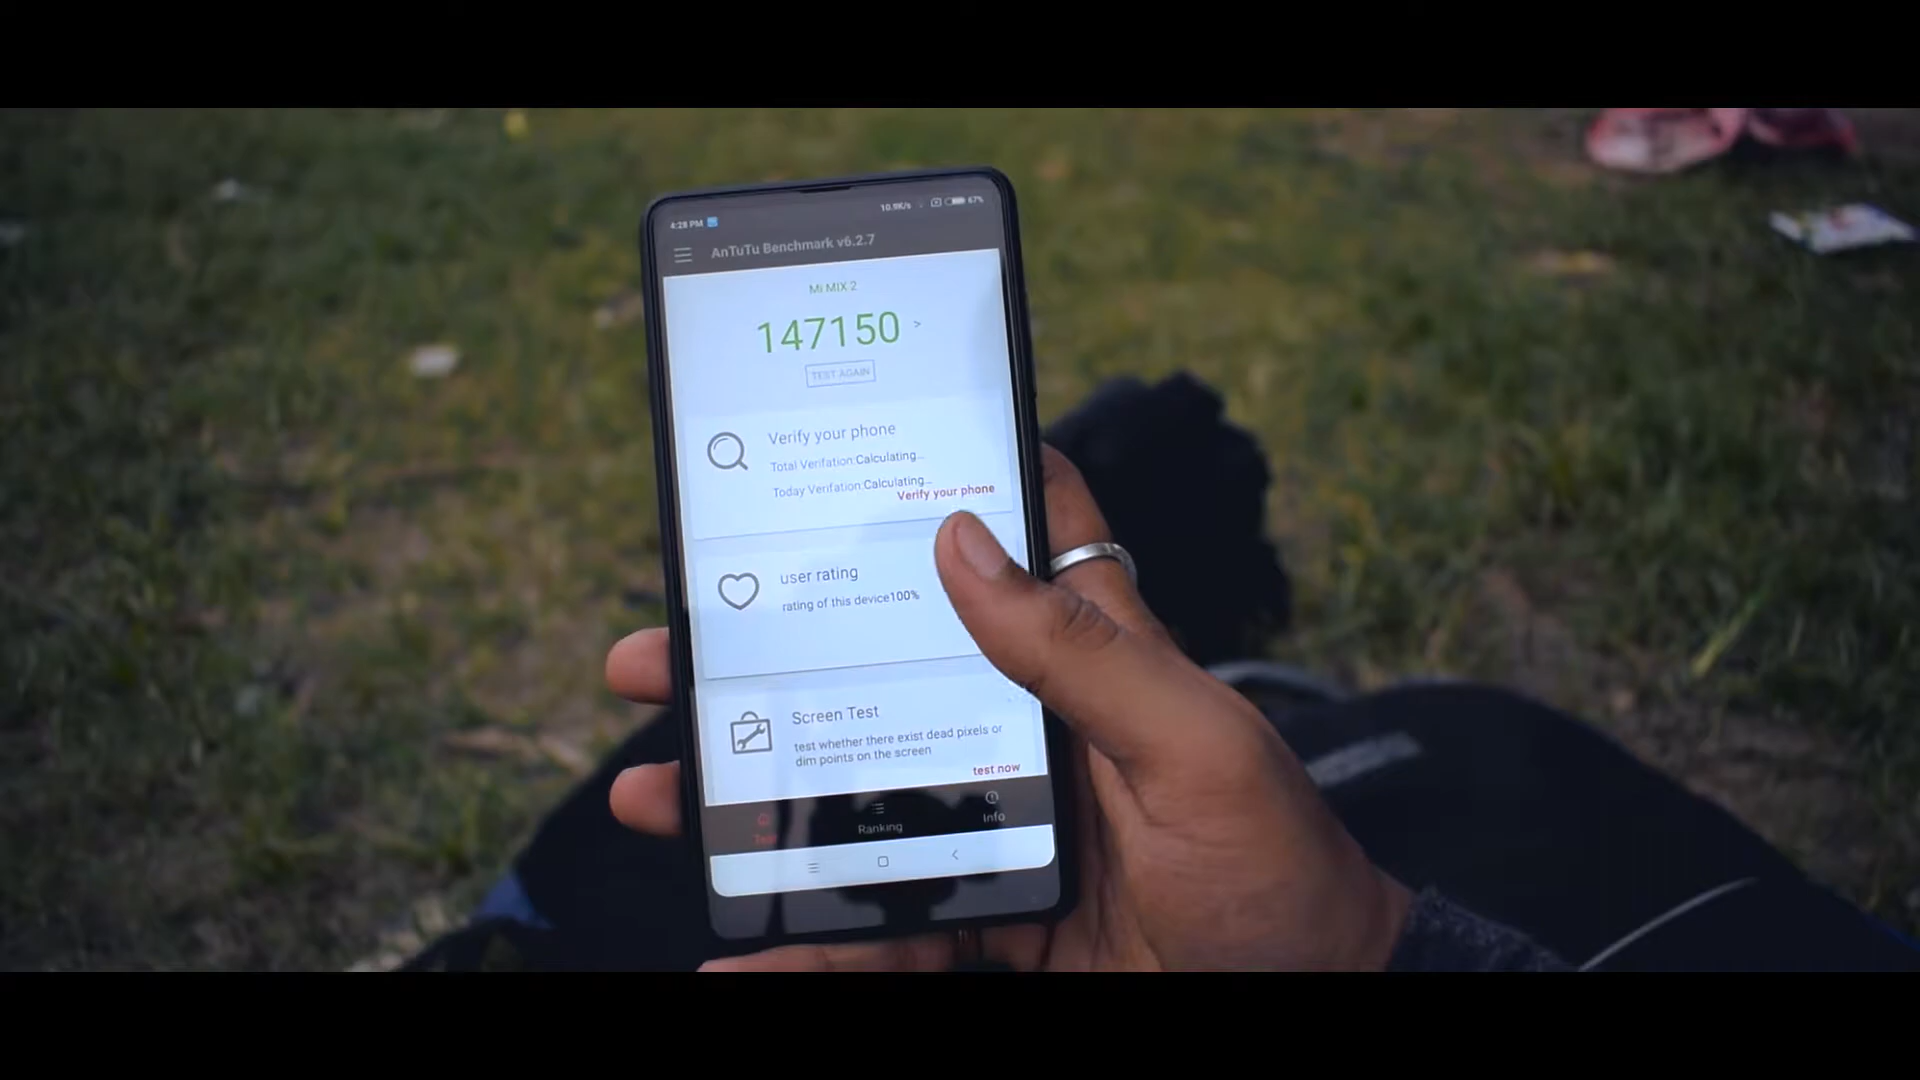 4:28 PM 10.9K/s 67%
AnTuTu Benchmark v6.2.7
Mi MIX 2
147150 >
TEST AGAIN
Verify your phone
Total Verifation:Calculating...
Today Verifation:Calculating...
Verify your phone
user rating
rating of this device100%
Screen Test
test whether there exist dead pixels or
dim points on the screen
test now
Test Ranking Info